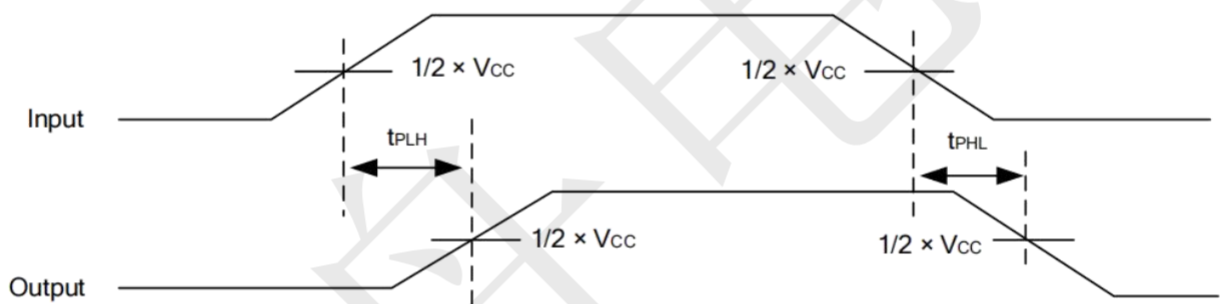 1/2 × VCC
1/2 × VCC
Input
tPLH
tPHL
1/2 × VCC
1/2 × VCC
Output